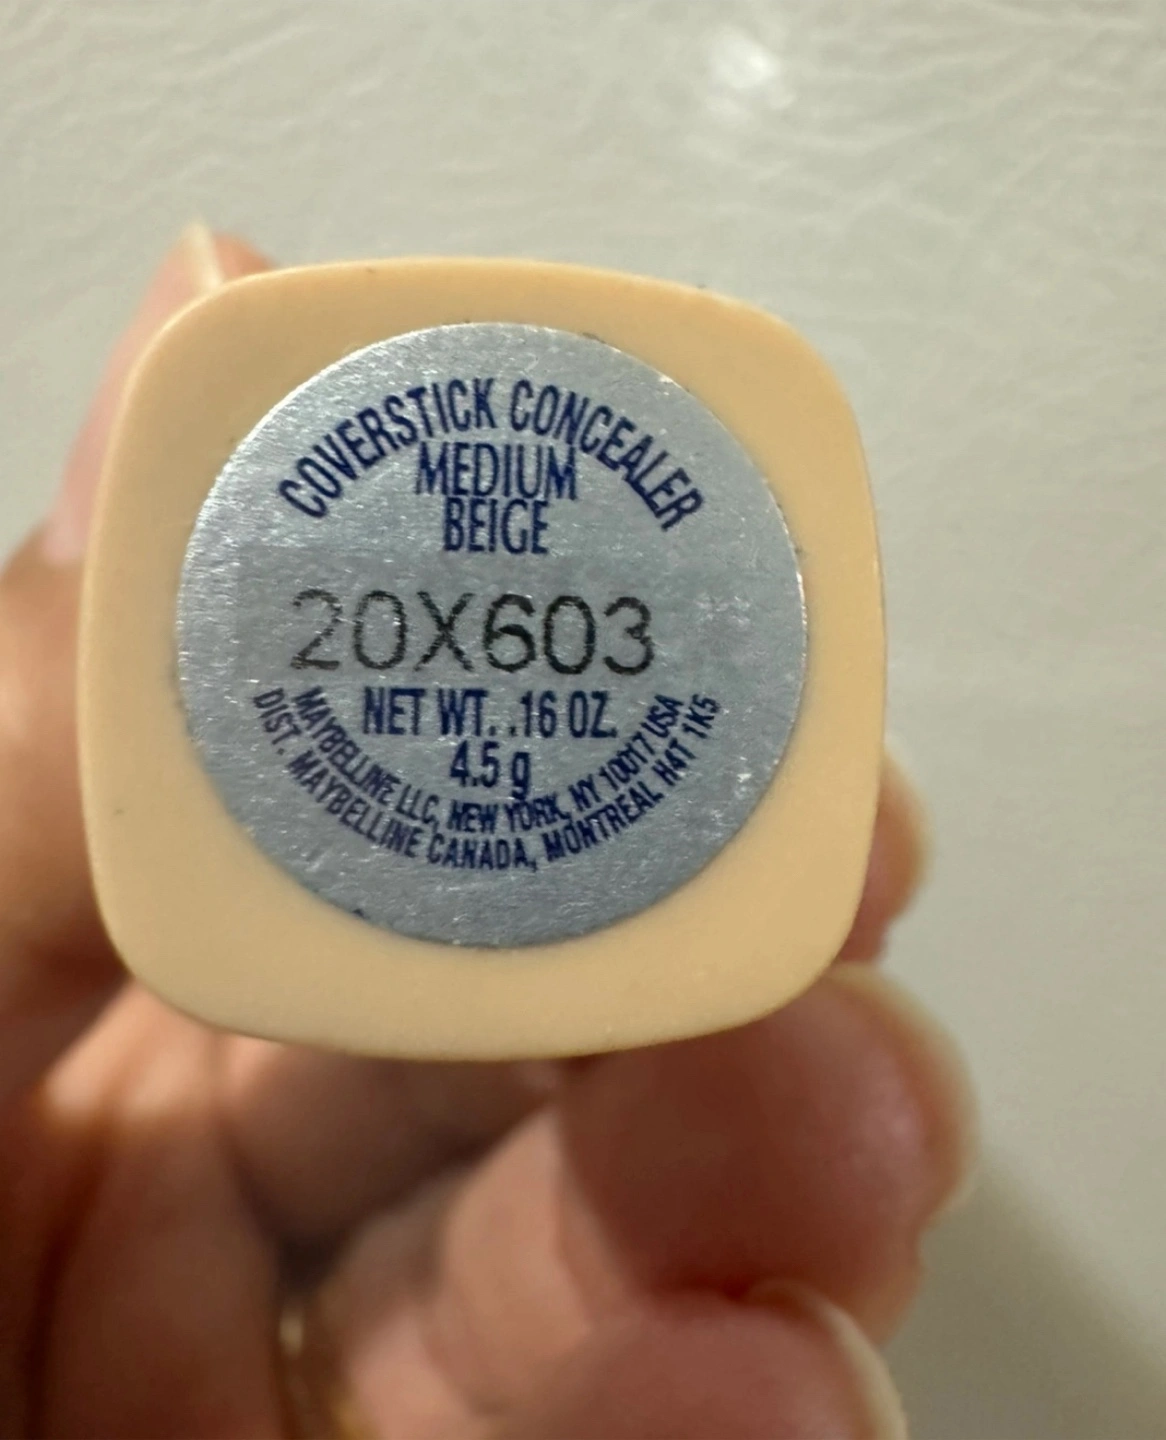 COVERSTICK CONCEALER
MEDIUM
BEIGE
20X603
NET WT. .16 OZ.
4.5 g
MAYBELLINE LLC, NEW YORK, NY 10017 USA
DIST. MAYBELLINE CANADA, MONTREAL H4T 1K5